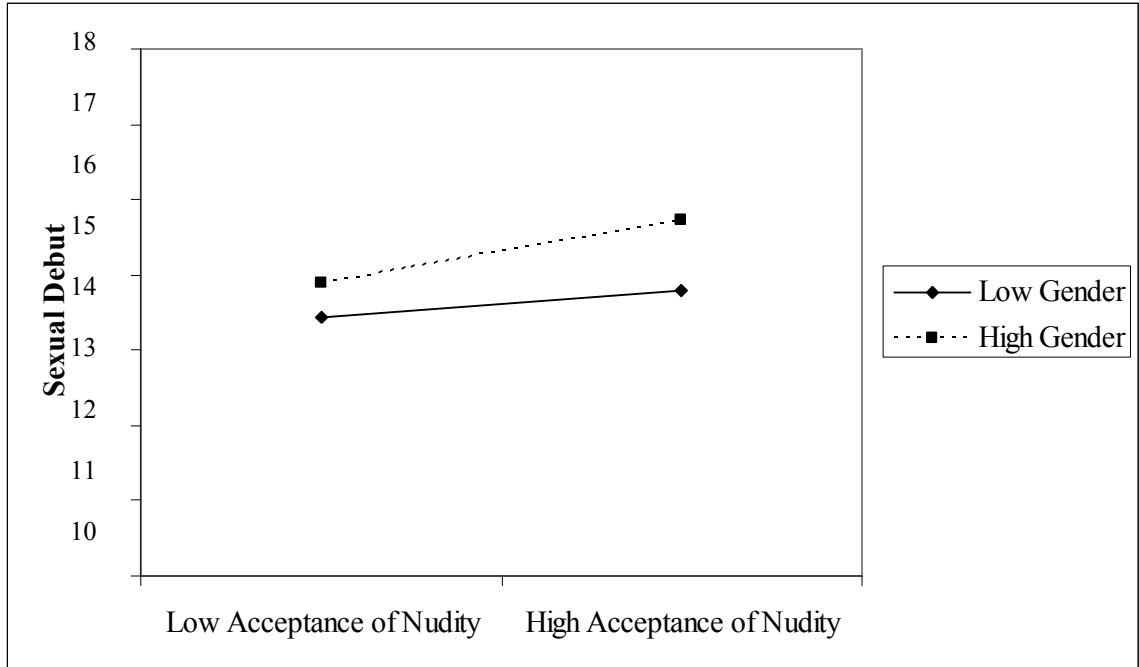 18
17
16
15
14
13
12
11
10
Sexual Debut
Low Acceptance of Nudity
High Acceptance of Nudity
Low Gender
High Gender